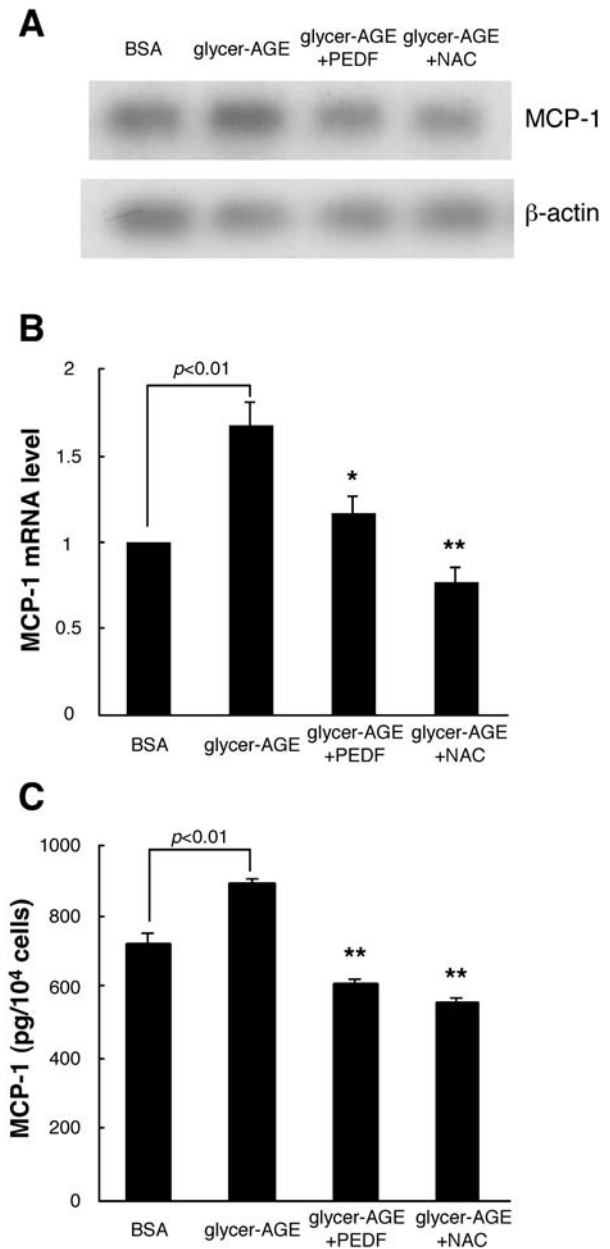 A
BSA glycer-AGE glycer-AGE +PEDF glycer-AGE +NAC
MCP-1
β-actin
B
MCP-1 mRNA level
2
1.5
1
0.5
0
p<0.01
*
**
BSA glycer-AGE glycer-AGE +PEDF glycer-AGE +NAC
C
MCP-1 (pg/10⁴ cells)
1000
800
600
400
200
0
p<0.01
**
**
BSA glycer-AGE glycer-AGE +PEDF glycer-AGE +NAC